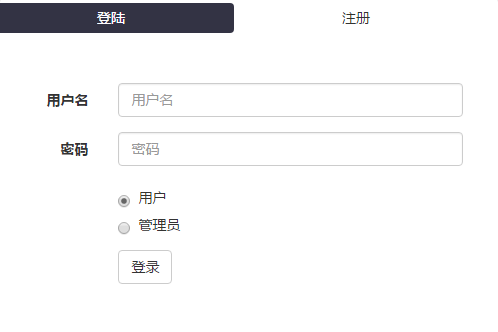 登陆 注册
用户名 用户名
密码 密码
用户
管理员
登录